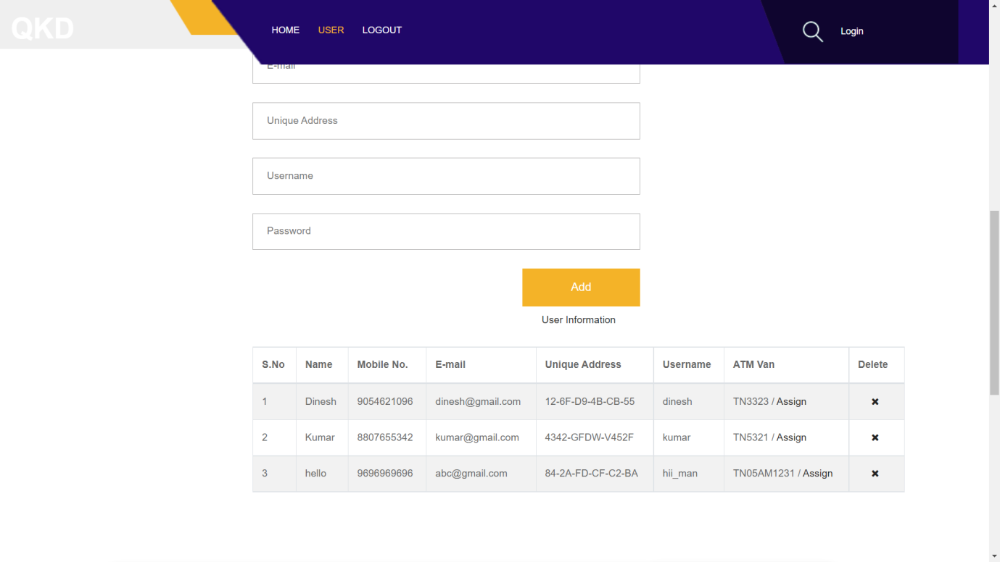 QKD
HOME USER LOGOUT Login
E-mail
Unique Address
Username
Password
Add
User Information
S.No Name Mobile No. E-mail Unique Address Username ATM Van Delete
1 Dinesh 9054621096 dinesh@gmail.com 12-6F-D9-4B-CB-55 dinesh TN3323 / Assign ✖
2 Kumar 8807655342 kumar@gmail.com 4342-GFDW-V452F kumar TN5321 / Assign ✖
3 hello 9696969696 abc@gmail.com 84-2A-FD-CF-C2-BA hii_man TN05AM1231 / Assign ✖